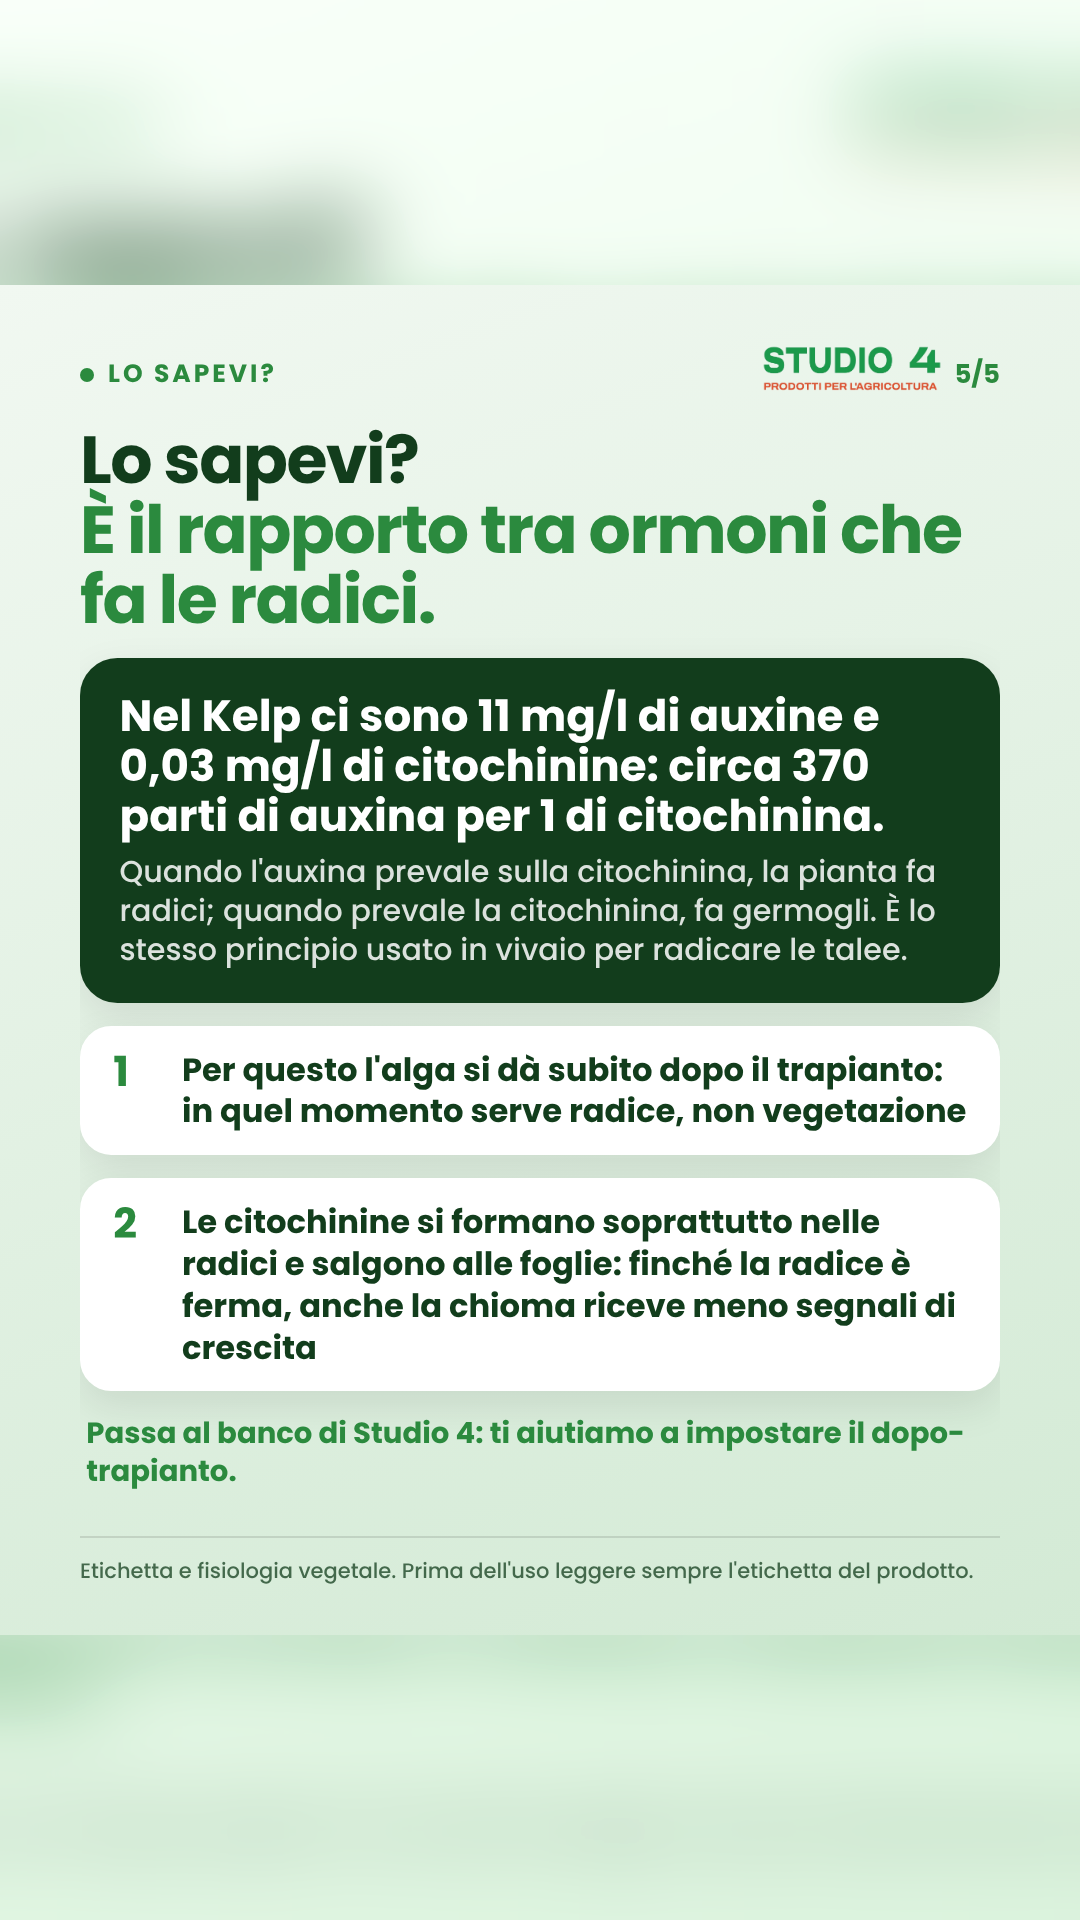 LO SAPEVI?
STUDIO 4
PRODOTTI PER L'AGRICOLTURA
5/5
Lo sapevi?
È il rapporto tra ormoni che
fa le radici.
Nel Kelp ci sono 11 mg/l di auxine e
0,03 mg/l di citochinine: circa 370
parti di auxina per 1 di citochinina.
Quando l'auxina prevale sulla citochinina, la pianta fa
radici; quando prevale la citochinina, fa germogli. È lo
stesso principio usato in vivaio per radicare le talee.
1
Per questo l'alga si dà subito dopo il trapianto:
in quel momento serve radice, non vegetazione
2
Le citochinine si formano soprattutto nelle
radici e salgono alle foglie: finché la radice è
ferma, anche la chioma riceve meno segnali di
crescita
Passa al banco di Studio 4: ti aiutiamo a impostare il dopo-
trapianto.
Etichetta e fisiologia vegetale. Prima dell'uso leggere sempre l'etichetta del prodotto.